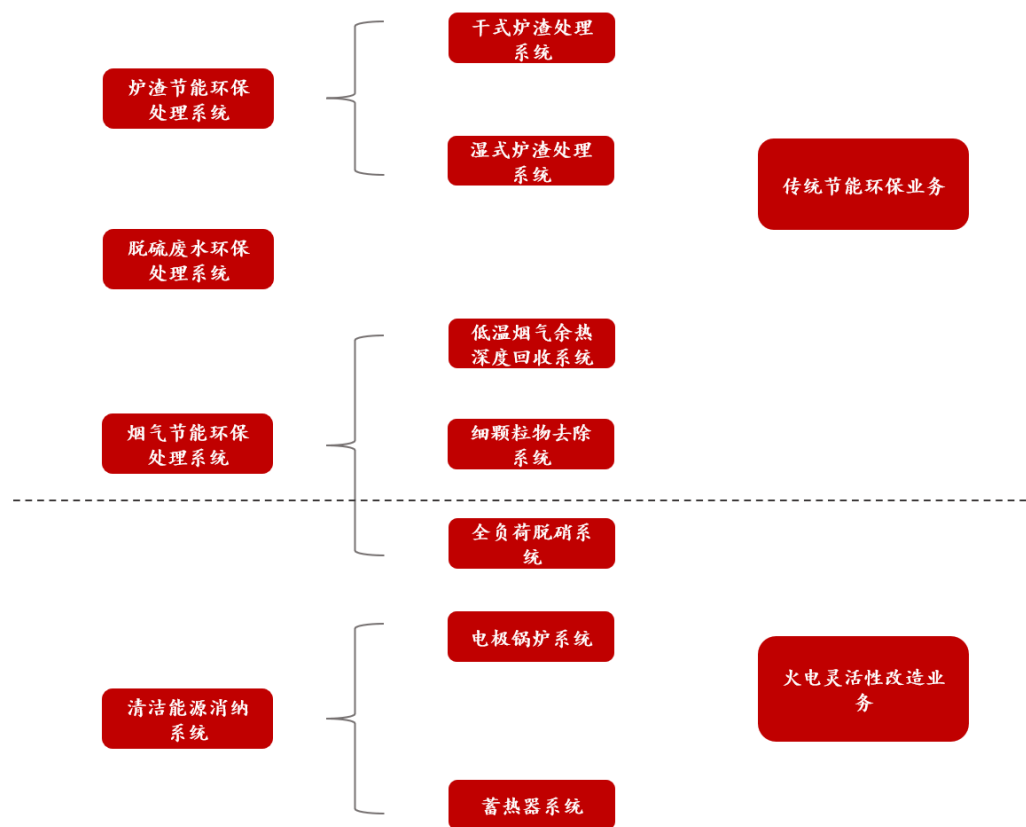 干式炉渣处理
系统
炉渣节能环保
处理系统
湿式炉渣处理
系统
传统节能环保业务
脱硫废水环保
处理系统
低温烟气余热
深度回收系统
烟气节能环保
处理系统
细颗粒物去除
系统
全负荷脱硝系
统
电极锅炉系统
火电灵活性改造业
务
清洁能源消纳
系统
蓄热器系统